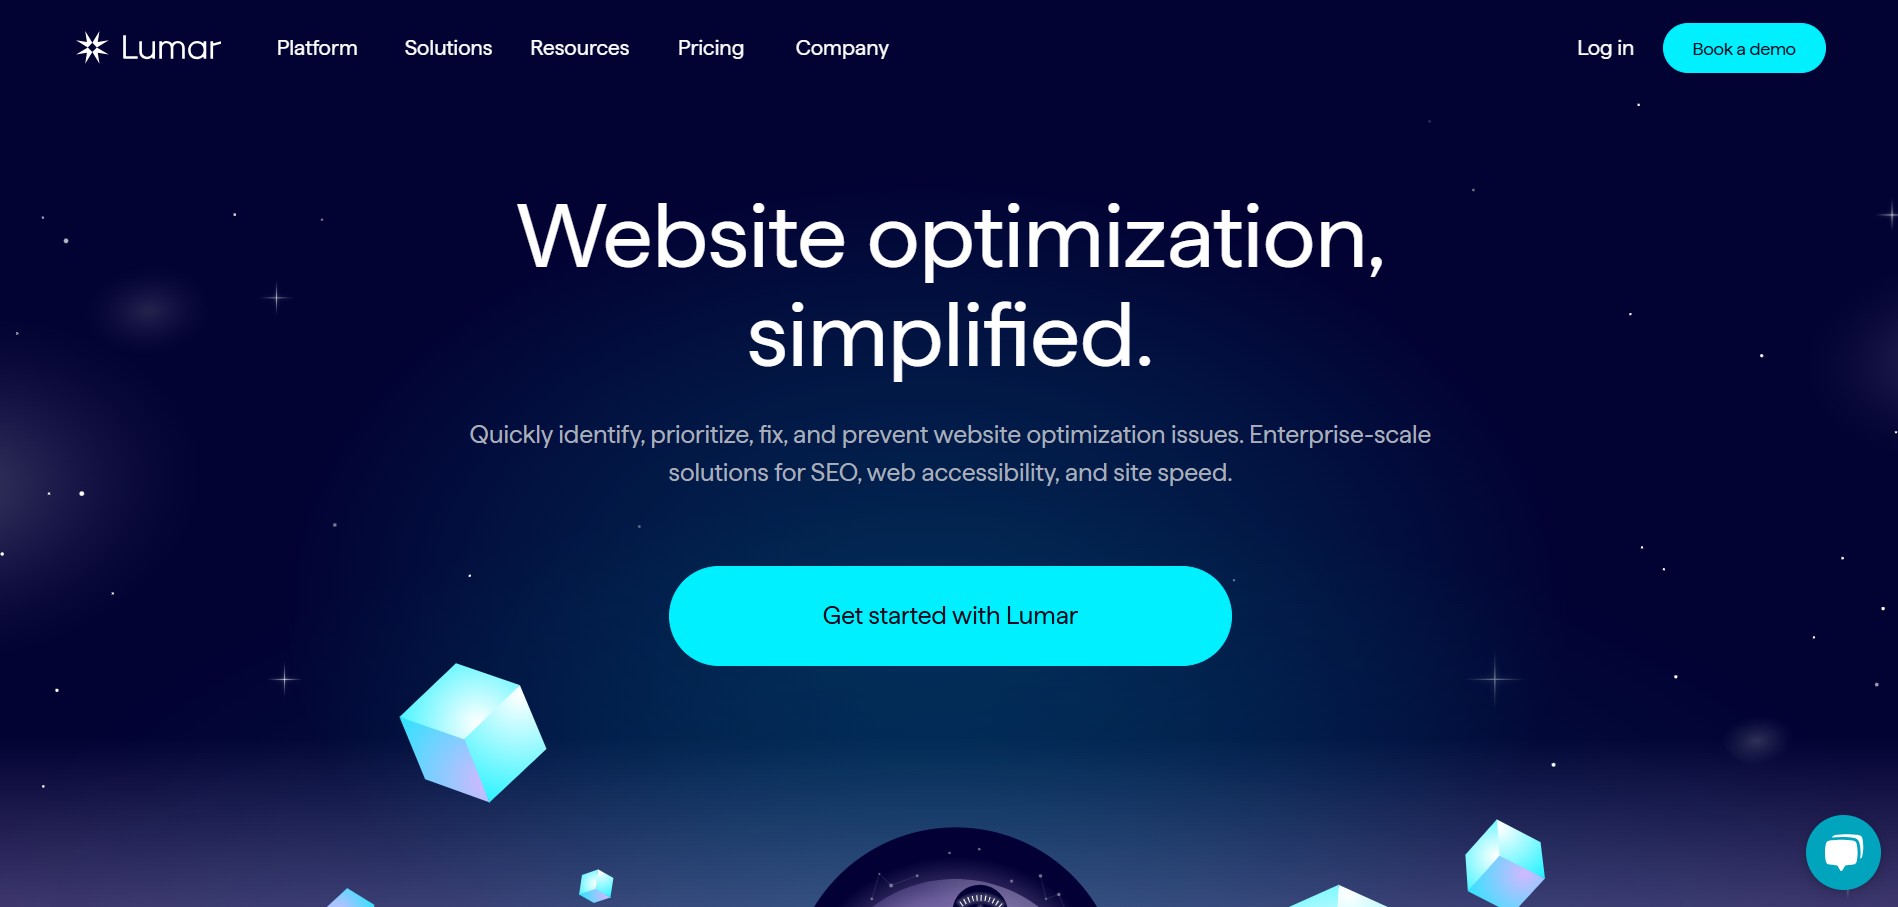 Lumar
Platform
Solutions
Resources
Pricing
Company
Log in
Book a demo
Website optimization,
simplified.
Quickly identify, prioritize, fix, and prevent website optimization issues. Enterprise-scale
solutions for SEO, web accessibility, and site speed.
Get started with Lumar